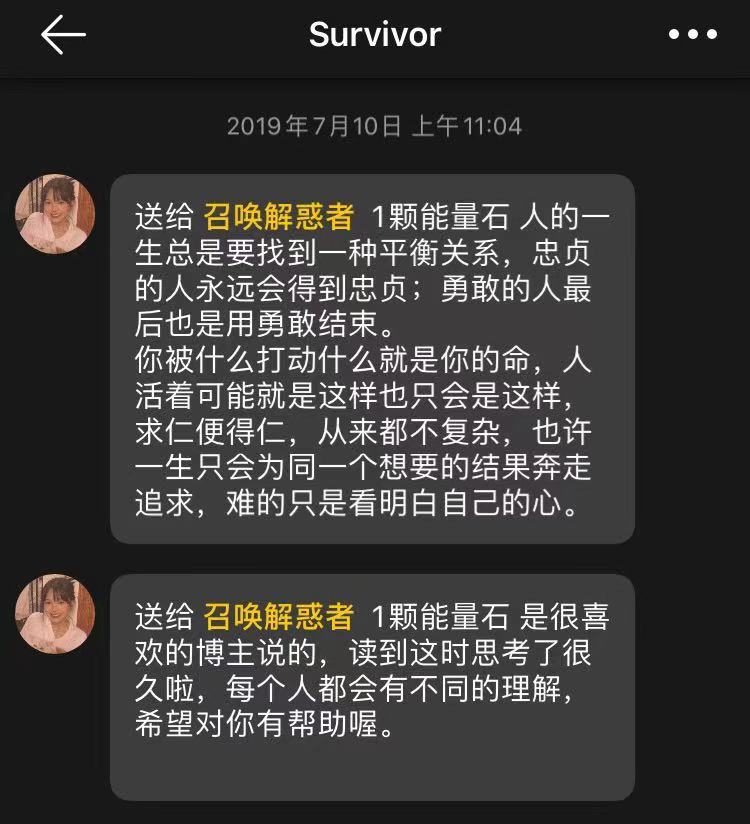 Survivor
2019年7月10日 上午11:04
送给 召唤解惑者 1颗能量石 人的一
生总是要找到一种平衡关系，忠贞
的人永远会得到忠贞；勇敢的人最
后也是用勇敢结束。
你被什么打动什么就是你的命，人
活着可能就是这样也只会是这样，
求仁便得仁，从来都不复杂，也许
一生只会为同一个想要的结果奔走
追求，难的只是看明白自己的心。
送给 召唤解惑者 1颗能量石 是很喜
欢的博主说的，读到这时思考了很
久啦，每个人都会有不同的理解，
希望对你有帮助喔。